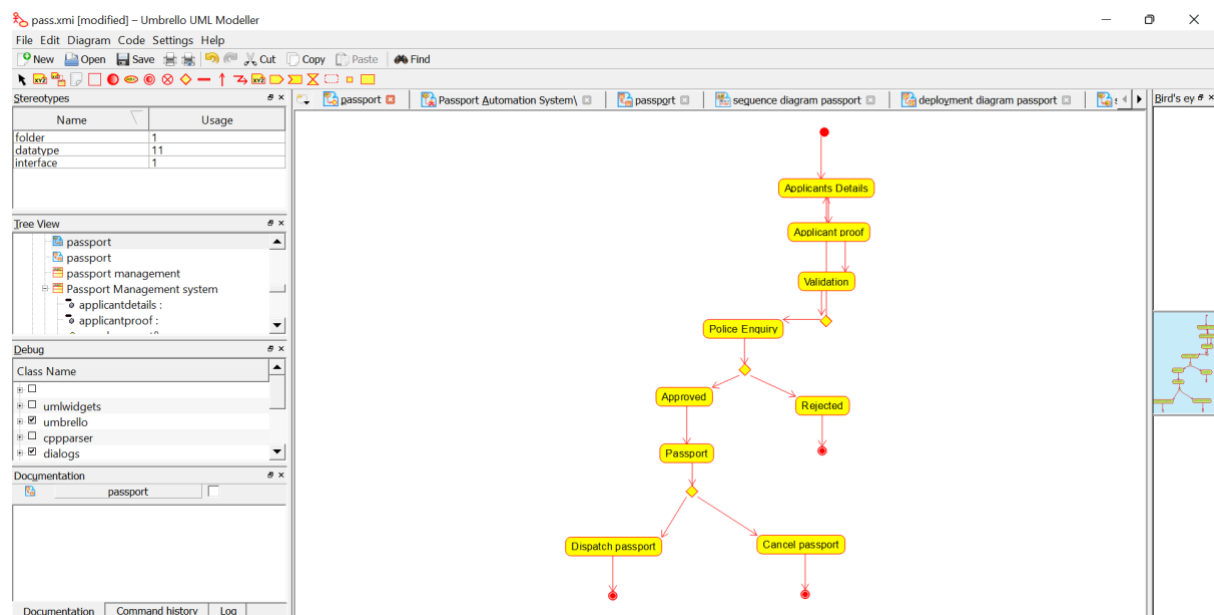 pass.xmi [modified] – Umbrello UML Modeller
File Edit Diagram Code Settings Help
New Open Save Cut Copy Paste Find
Stereotypes
Name Usage
folder 1
datatype 11
interface 1
Tree View
passport
passport
passport management
Passport Management system
applicantdetails :
applicantproof :
Debug
Class Name
umlwidgets
umbrello
cppparser
dialogs
Documentation
passport
Documentation Command history Log
passport Passport Automation System\ passport sequence diagram passport deployment diagram passport
Applicants Details
Applicant proof
Validation
Police Enquiry
Approved
Rejected
Passport
Dispatch passport
Cancel passport
Bird's ey